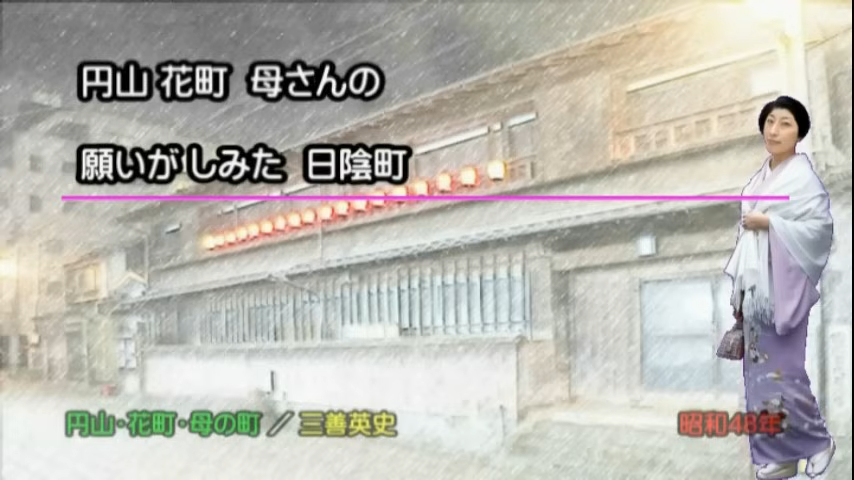 円山 花町 母さんの
願いが しみた 日陰町
円山・花町・母の町 ／ 三善英史 昭和48年